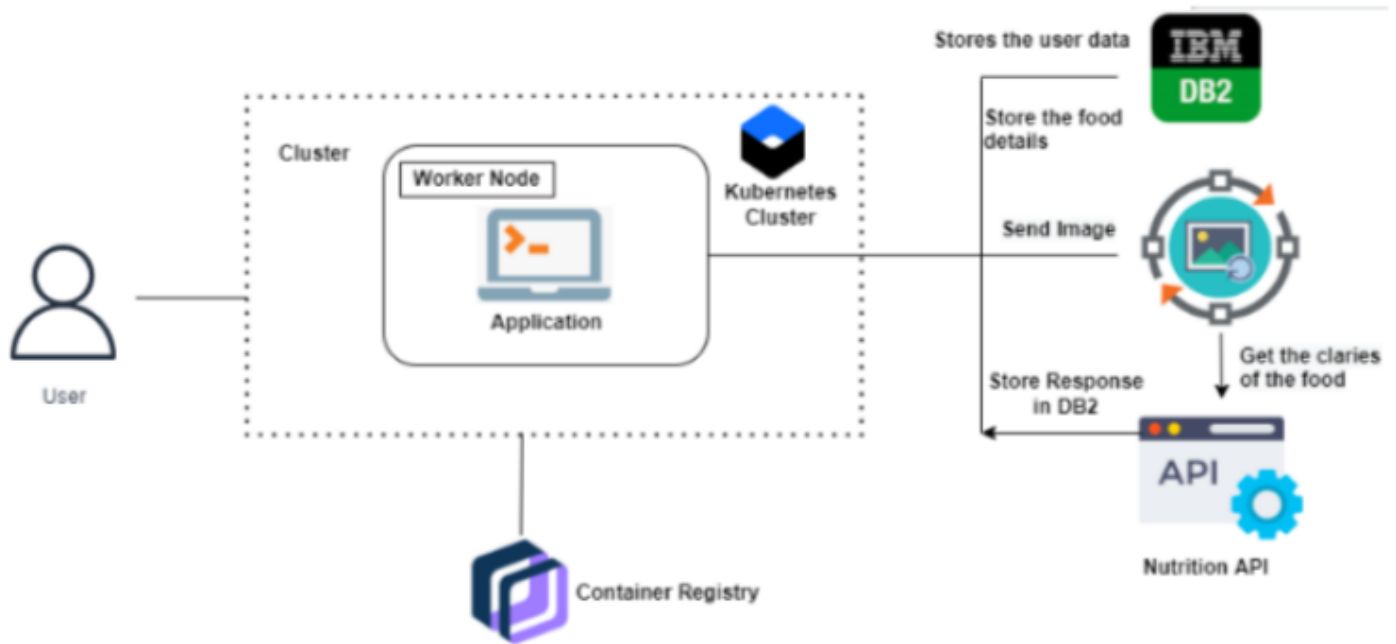 Stores the user data
IBM
DB2
Store the food
details
Cluster
Worker Node
Kubernetes
Cluster
Send Image
Application
User
Get the claries
of the food
Store Response
in DB2
API
Nutrition API
Container Registry